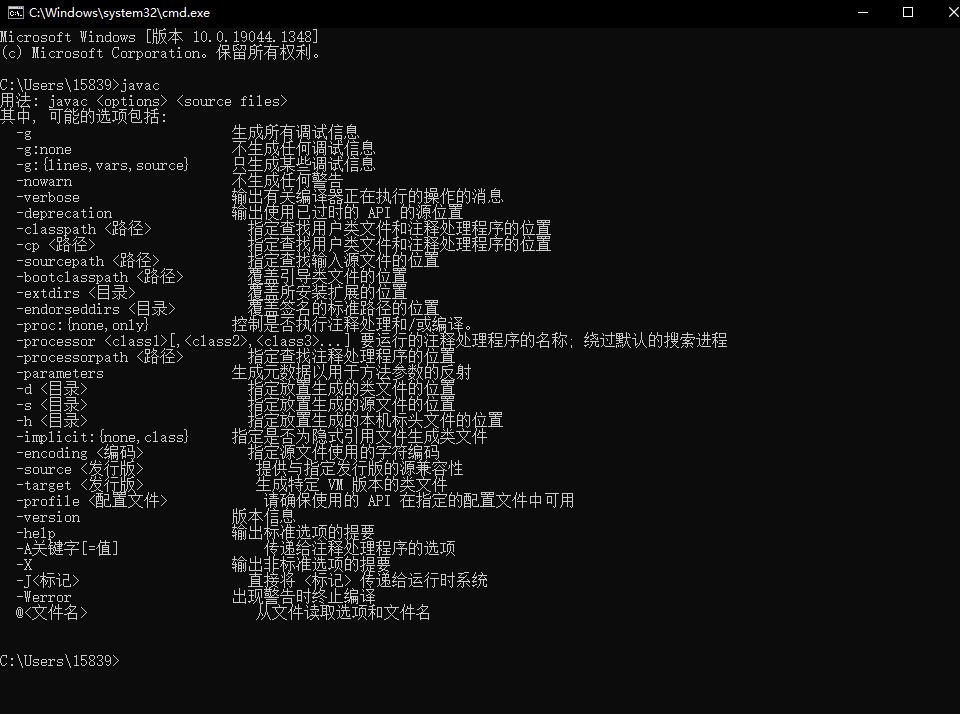 C:\Windows\system32\cmd.exe
Microsoft Windows [版本 10.0.19044.1348]
(c) Microsoft Corporation。保留所有权利。
C:\Users\15839>javac
用法: javac <options> <source files>
其中, 可能的选项包括:
-g 生成所有调试信息
-g:none 不生成任何调试信息
-g:{lines,vars,source} 只生成某些调试信息
-nowarn 不生成任何警告
-verbose 输出有关编译器正在执行的操作的消息
-deprecation 输出使用已过时的 API 的源位置
-classpath <路径> 指定查找用户类文件和注释处理程序的位置
-cp <路径> 指定查找用户类文件和注释处理程序的位置
-sourcepath <路径> 指定查找输入源文件的位置
-bootclasspath <路径> 覆盖引导类文件的位置
-extdirs <目录> 覆盖所安装扩展的位置
-endorseddirs <目录> 覆盖签名的标准路径的位置
-proc:{none,only} 控制是否执行注释处理和/或编译。
-processor <class1>[,<class2>,<class3>...] 要运行的注释处理程序的名称; 绕过默认的搜索进程
-processorpath <路径> 指定查找注释处理程序的位置
-parameters 生成元数据以用于方法参数的反射
-d <目录> 指定放置生成的类文件的位置
-s <目录> 指定放置生成的源文件的位置
-h <目录> 指定放置生成的本机标头文件的位置
-implicit:{none,class} 指定是否为隐式引用文件生成类文件
-encoding <编码> 指定源文件使用的字符编码
-source <发行版> 提供与指定发行版的源兼容性
-target <发行版> 生成特定 VM 版本的类文件
-profile <配置文件> 请确保使用的 API 在指定的配置文件中可用
-version 版本信息
-help 输出标准选项的提要
-A关键字[=值] 传递给注释处理程序的选项
-X 输出非标准选项的提要
-J<标记> 直接将 <标记> 传递给运行时系统
-Werror 出现警告时终止编译
@<文件名> 从文件读取选项和文件名
C:\Users\15839>